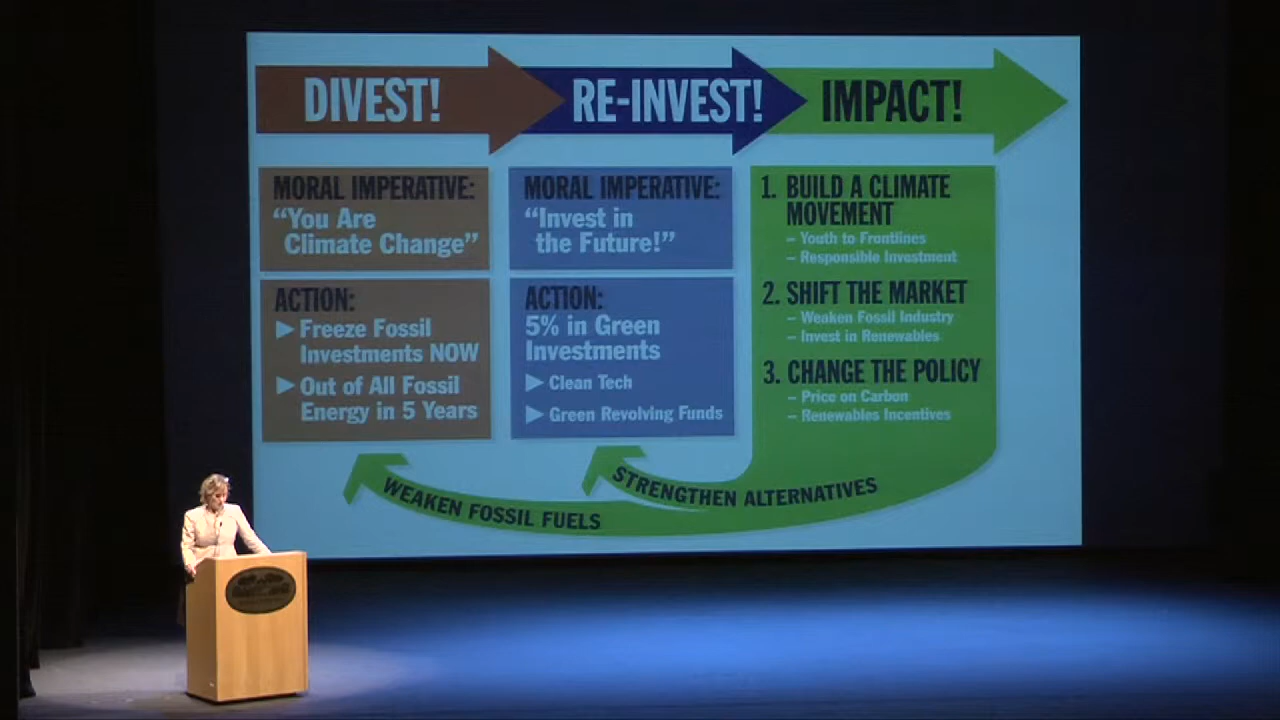 DIVEST!
RE-INVEST!
IMPACT!
MORAL IMPERATIVE:
“You Are
Climate Change”
ACTION:
Freeze Fossil
Investments NOW
Out of All Fossil
Energy in 5 Years
MORAL IMPERATIVE:
“Invest in
the Future!”
ACTION:
5% in Green
Investments
Clean Tech
Green Revolving Funds
1. BUILD A CLIMATE
MOVEMENT
– Youth to Frontlines
– Responsible Investment
2. SHIFT THE MARKET
– Weaken Fossil Industry
– Invest in Renewables
3. CHANGE THE POLICY
– Price on Carbon
– Renewables Incentives
WEAKEN FOSSIL FUELS
STRENGTHEN ALTERNATIVES